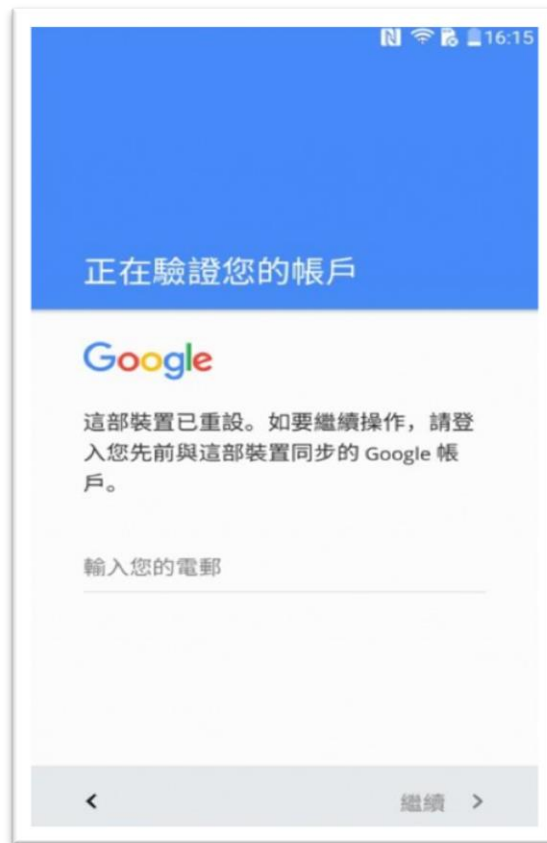 16:15
正在驗證您的帳戶
Google
這部裝置已重設。如要繼續操作，請登
入您先前與這部裝置同步的 Google 帳
戶。
輸入您的電郵
繼續